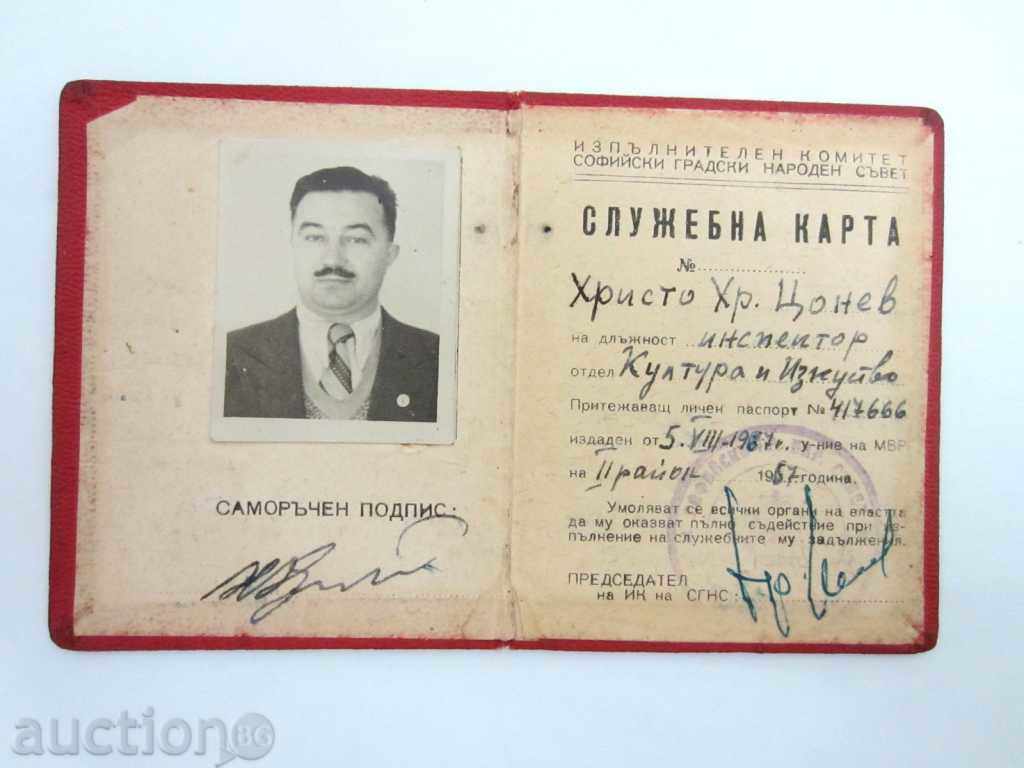 САМОРЪЧЕН ПОДПИС:
ИЗПЪЛНИТЕЛЕН КОМИТЕТ
СОФИЙСКИ ГРАДСКИ НАРОДЕН СЪВЕТ
СЛУЖЕБНА КАРТА
№
Христо Хр. Цонев
на длъжност инспектор
отдел Култура и Изкуство
Притежаващ личен паспорт № 417666
издаден от 5.VIII-1957г. у-ние на МВР
на II район 1957 година.
Умоляват се всички органи на властта
да му оказват пълно съдействие при из-
пълнение на служебните му задължения.
ПРЕДСЕДАТЕЛ
на ИК на СГНС:
auction BG